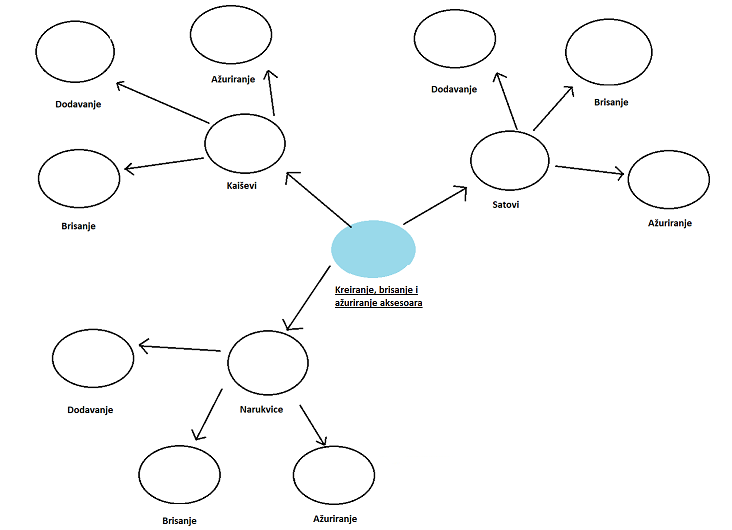 Ažuriranje
Dodavanje
Dodavanje
Brisanje
Kaiševi
Brisanje
Satovi
Ažuriranje
Kreiranje, brisanje i
ažuriranje aksesoara
Dodavanje
Narukvice
Brisanje
Ažuriranje